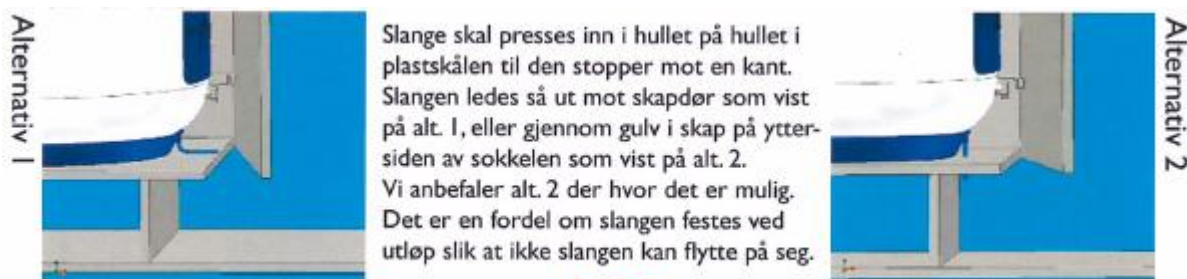 Alternativ 1
Slange skal presses inn i hullet på hullet i
plastskålen til den stopper mot en kant.
Slangen ledes så ut mot skapdør som vist
på alt. 1, eller gjennom gulv i skap på ytter-
siden av sokkelen som vist på alt. 2.
Vi anbefaler alt. 2 der hvor det er mulig.
Det er en fordel om slangen festes ved
utløp slik at ikke slangen kan flytte på seg.
Alternativ 2